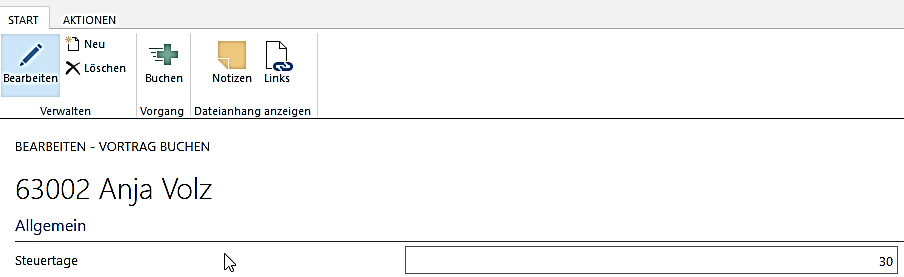 START AKTIONEN
Bearbeiten
Neu
Löschen
Buchen
Notizen Links
Verwalten Vorgang Dateianhang anzeigen
BEARBEITEN - VORTRAG BUCHEN
63002 Anja Volz
Allgemein
Steuertage 30